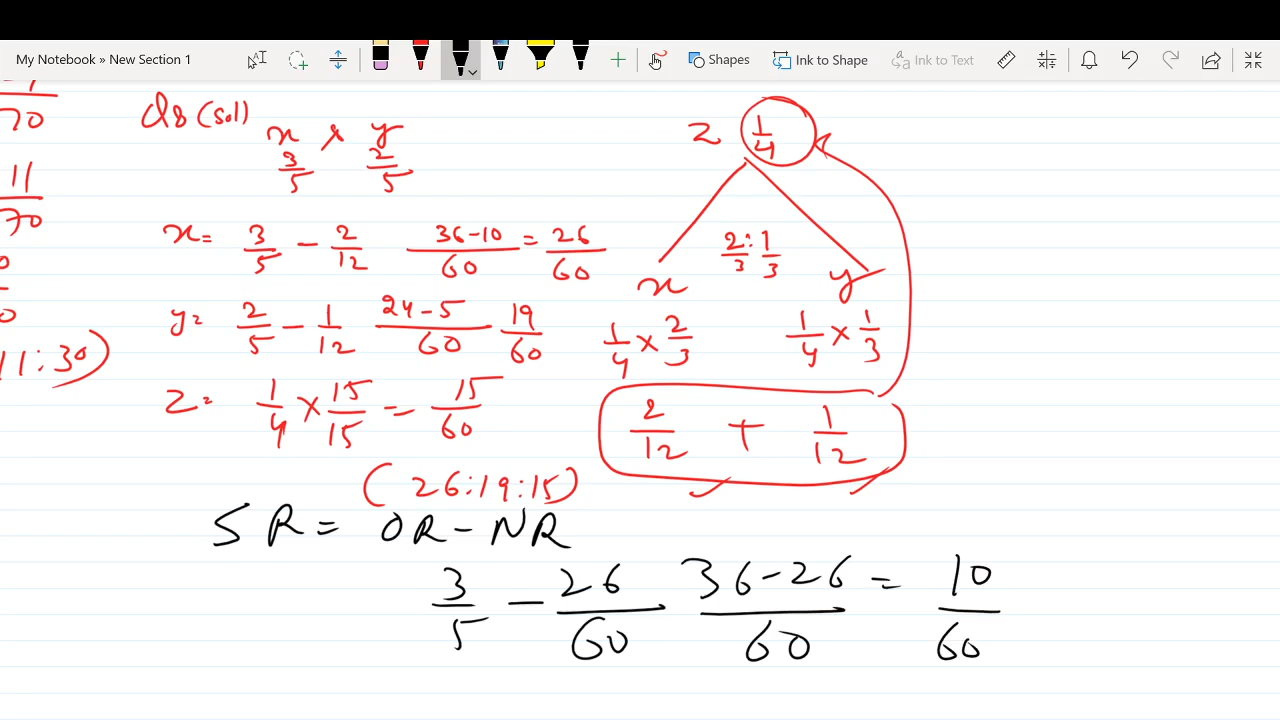 My Notebook » New Section 1
Shapes
Ink to Shape
Ink to Text
70
11
70
11:30)
(sol)
x & y
3/5 2/5
x= 3/5 - 2/12 36-10/60 = 26/60
y= 2/5 - 1/12 24-5/60 19/60
Z= 1/4 × 15/15 = 15/60
(26:19:15)
Z 1/4
2/3 : 1/3
x y
1/4 × 2/3 1/4 × 1/3
2/12 + 1/12
SR = OR - NR
3/5 - 26/60 36-26/60 = 10/60